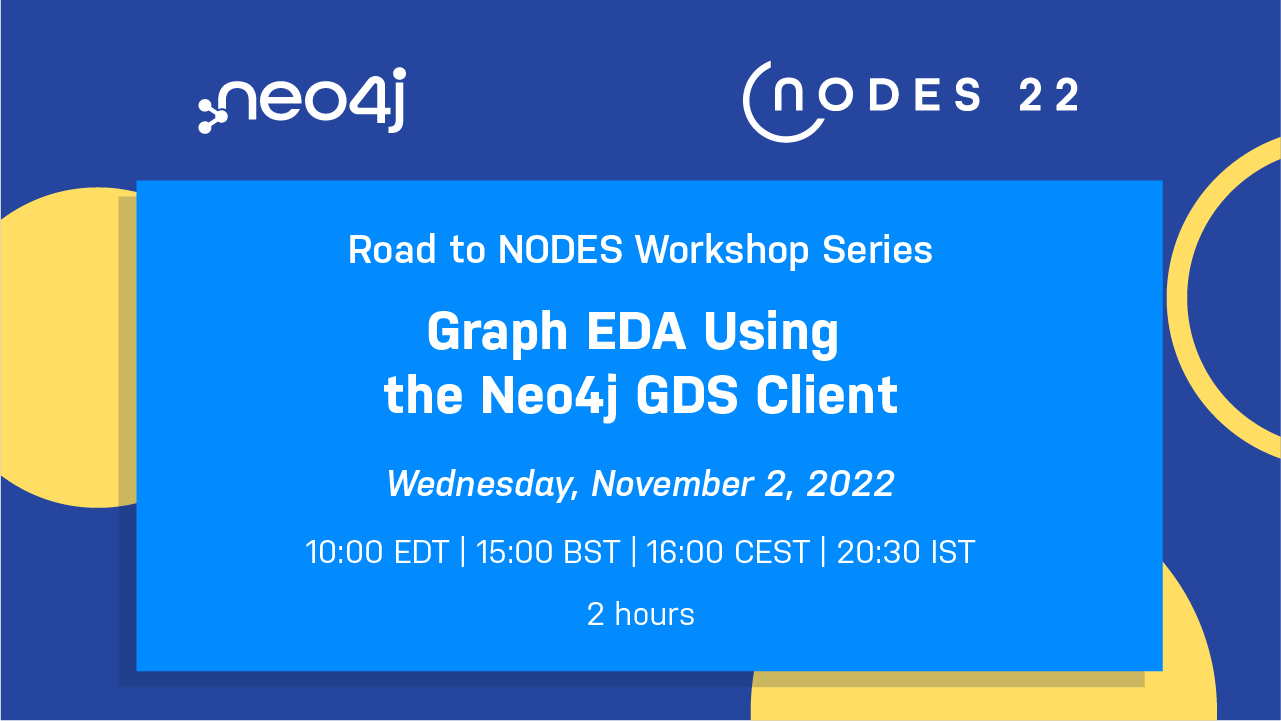 neo4j
NODES 22
Road to NODES Workshop Series
Graph EDA Using
the Neo4j GDS Client
Wednesday, November 2, 2022
10:00 EDT | 15:00 BST | 16:00 CEST | 20:30 IST
2 hours